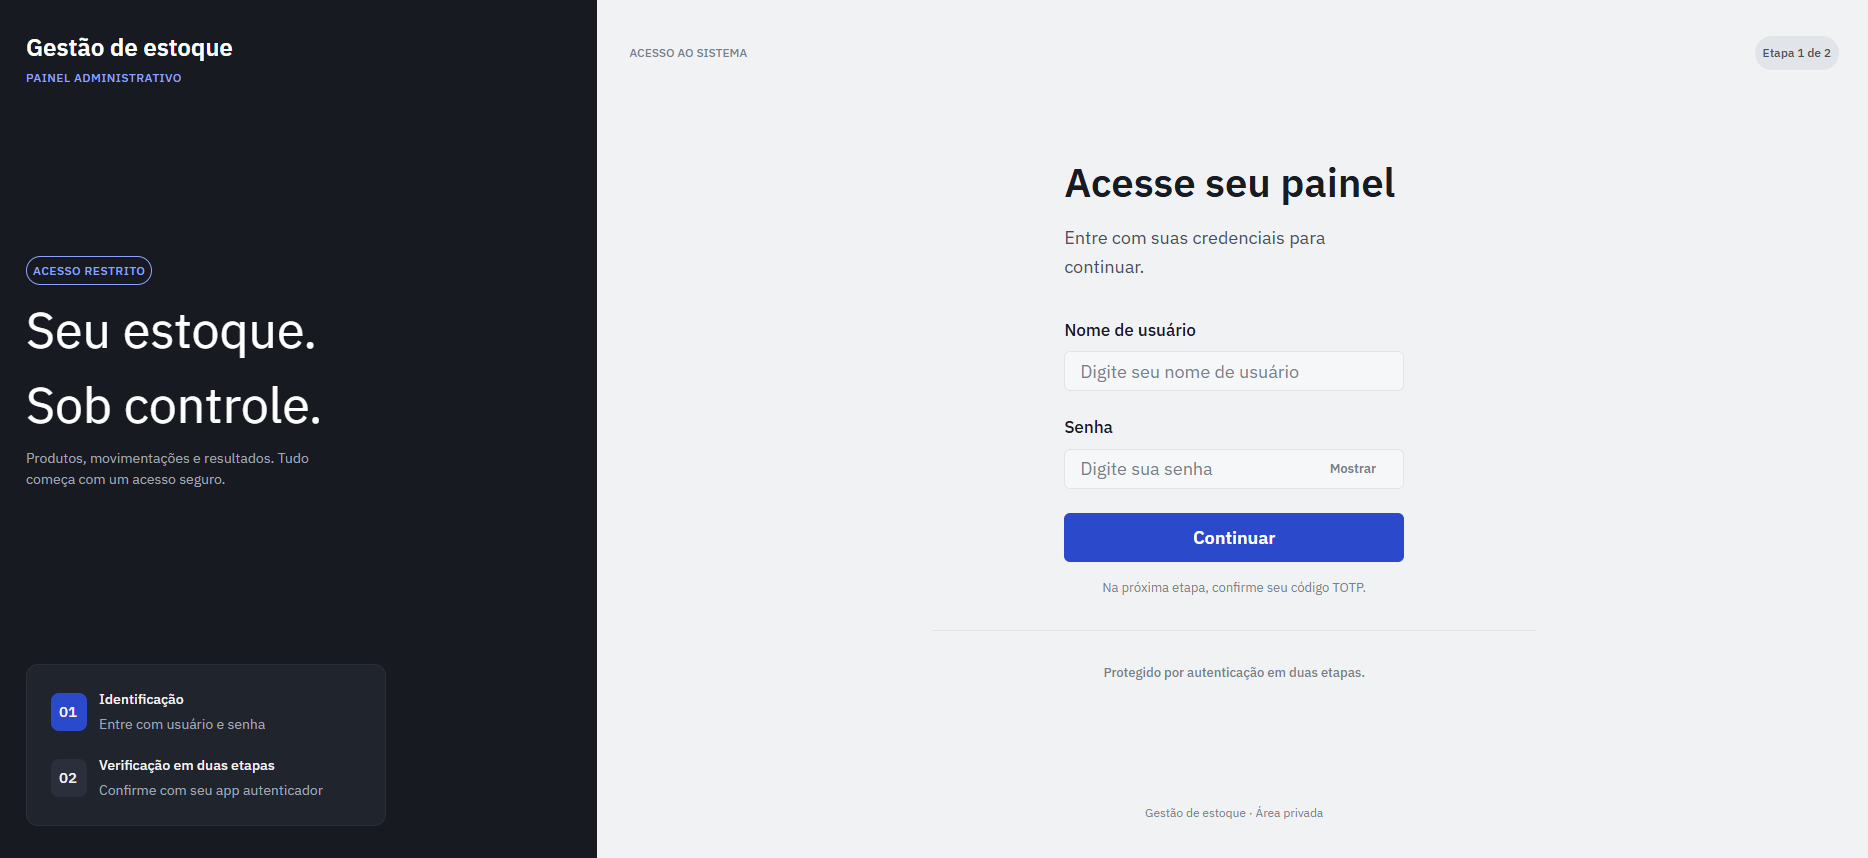 Gestão de estoque
PAINEL ADMINISTRATIVO
ACESSO RESTRITO
Seu estoque.
Sob controle.
Produtos, movimentações e resultados. Tudo
começa com um acesso seguro.
01
Identificação
Entre com usuário e senha
02
Verificação em duas etapas
Confirme com seu app autenticador
ACESSO AO SISTEMA
Etapa 1 de 2
Acesse seu painel
Entre com suas credenciais para
continuar.
Nome de usuário
Digite seu nome de usuário
Senha
Digite sua senha
Mostrar
Continuar
Na próxima etapa, confirme seu código TOTP.
Protegido por autenticação em duas etapas.
Gestão de estoque · Área privada